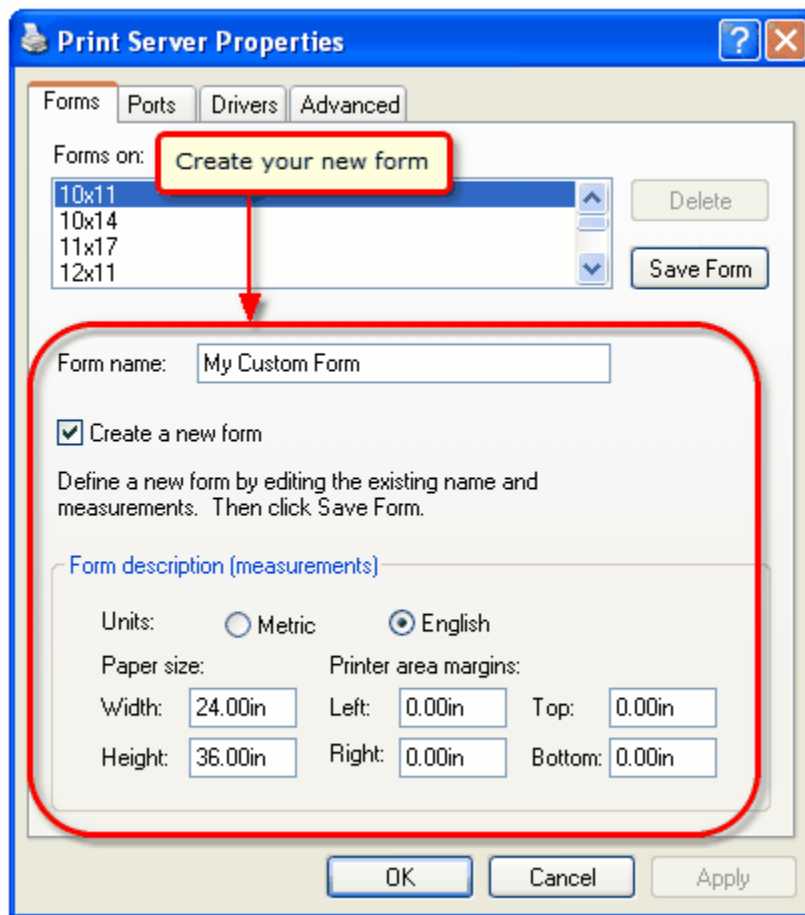 Print Server Properties
Forms Ports Drivers Advanced
Forms on:
Create your new form
10x11
10x14
11x17
12x11
Delete
Save Form
Form name: My Custom Form
Create a new form
Define a new form by editing the existing name and
measurements. Then click Save Form.
Form description (measurements)
Units: Metric English
Paper size: Printer area margins:
Width: 24.00in Left: 0.00in Top: 0.00in
Height: 36.00in Right: 0.00in Bottom: 0.00in
OK Cancel Apply